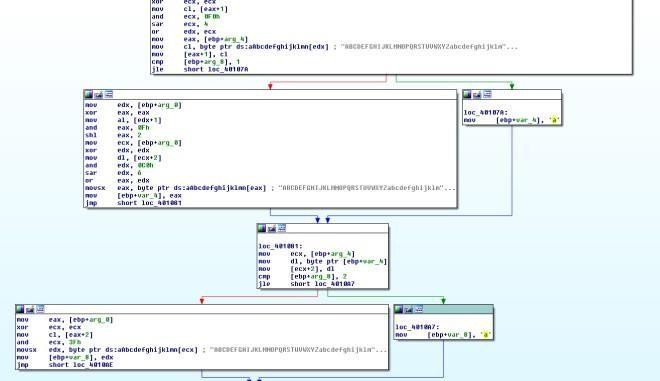 xor ecx, ecx
mov cl, [eax+1]
and ecx, 0F0h
sar ecx, 4
or edx, ecx
mov eax, [ebp+arg_4]
mov cl, byte ptr ds:aAbcdefghijklmn[edx] ; "ABCDEFGHIJKLMNOPQRSTUVWXYZabcdefghijklm"...
mov [eax+1], cl
cmp [ebp+arg_8], 1
jle short loc_40107A
mov edx, [ebp+arg_0]
xor eax, eax
mov al, [edx+1]
and eax, 0Fh
shl eax, 2
mov ecx, [ebp+arg_0]
xor edx, edx
mov dl, [ecx+2]
and edx, 0C0h
sar edx, 6
or eax, edx
movsx eax, byte ptr ds:aAbcdefghijklmn[eax] ; "ABCDEFGHIJKLMNOPQRSTUVWXYZabcdefghijklm"...
mov [ebp+var_4], eax
jmp short loc_401081
loc_40107A:
mov [ebp+var_4], 'a'
loc_401081:
mov ecx, [ebp+arg_4]
mov dl, byte ptr [ebp+var_4]
mov [ecx+2], dl
cmp [ebp+arg_8], 2
jle short loc_4010A7
mov eax, [ebp+arg_0]
xor ecx, ecx
mov cl, [eax+2]
and ecx, 3Fh
movsx edx, byte ptr ds:aAbcdefghijklmn[ecx] ; "ABCDEFGHIJKLMNOPQRSTUVWXYZabcdefghijklm"...
mov [ebp+var_8], edx
jmp short loc_4010AE
loc_4010A7:
mov [ebp+var_8], 'a'